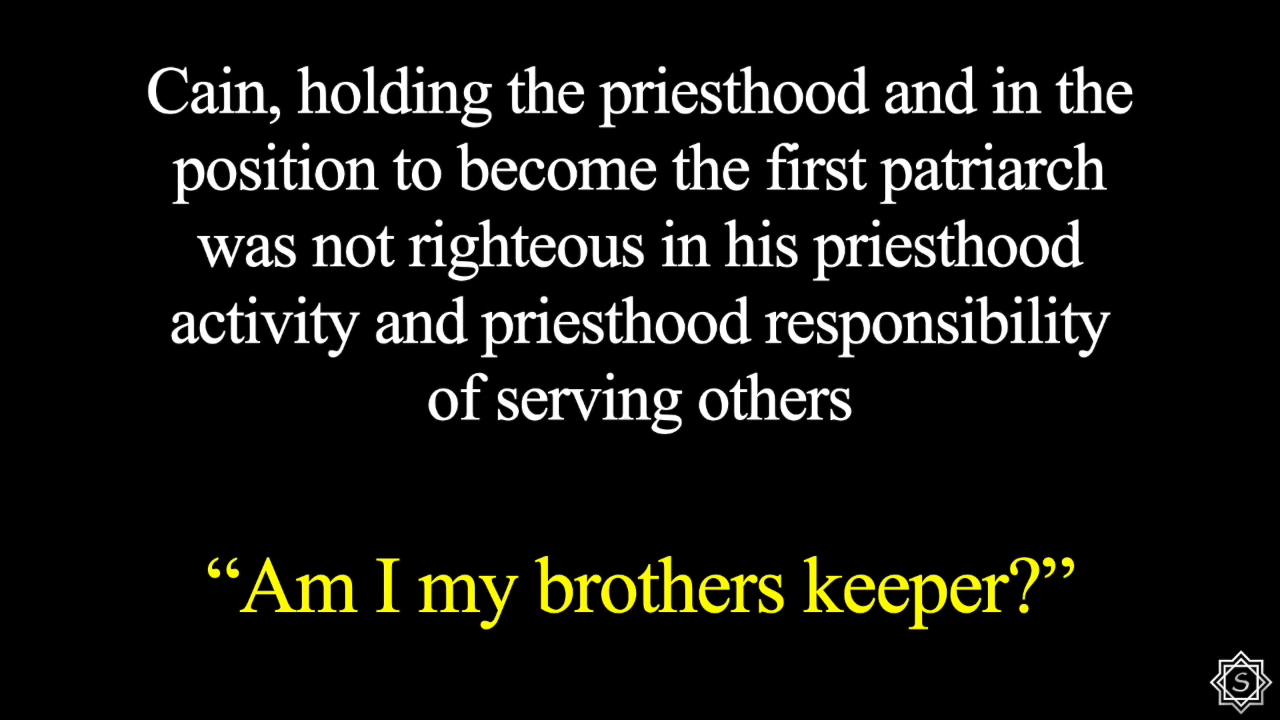 Cain, holding the priesthood and in the
position to become the first patriarch
was not righteous in his priesthood
activity and priesthood responsibility
of serving others
“Am I my brothers keeper?”
S